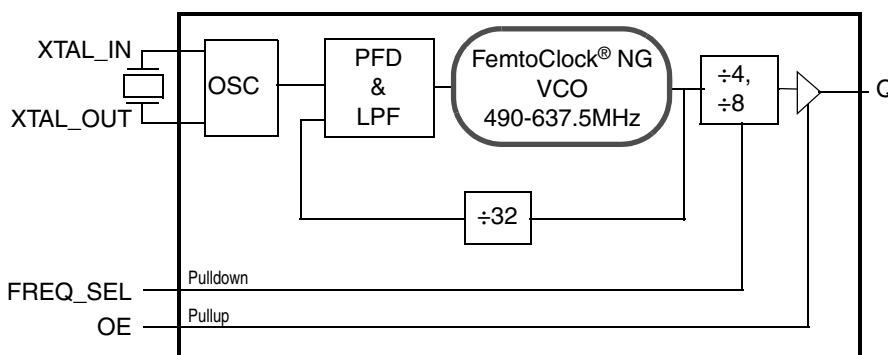 XTAL_IN
XTAL_OUT
OSC
PFD
&
LPF
FemtoClock® NG
VCO
490-637.5MHz
÷4,
÷8
Q
÷32
FREQ_SEL
Pulldown
OE
Pullup